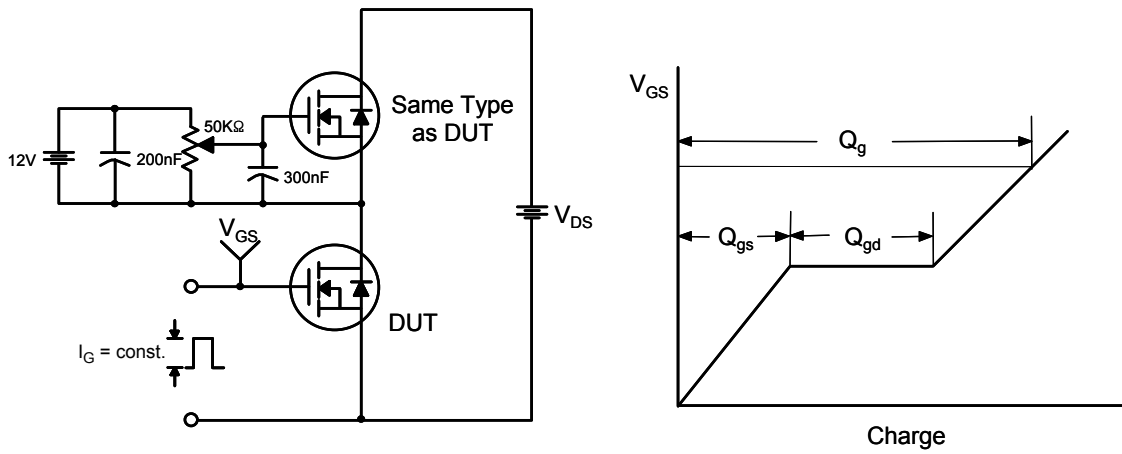 Same Type
as DUT
50KΩ
12V
200nF
300nF
V_GS
V_DS
DUT
I_G = const.
V_GS
Q_g
Q_gs
Q_gd
Charge